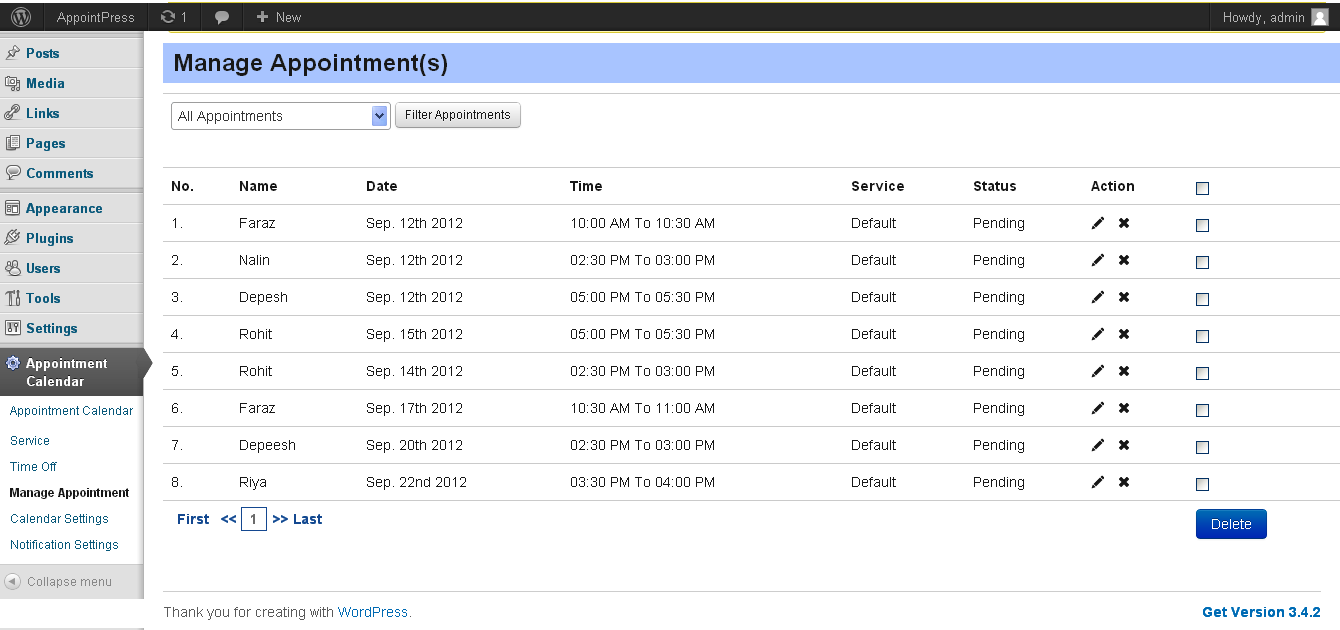 AppointPress 1 + New Howdy, admin
Posts
Media
Links
Pages
Comments
Appearance
Plugins
Users
Tools
Settings
Appointment
Calendar
Appointment Calendar
Service
Time Off
Manage Appointment
Calendar Settings
Notification Settings
Collapse menu
Manage Appointment(s)
All Appointments Filter Appointments
No. Name Date Time Service Status Action
1. Faraz Sep. 12th 2012 10:00 AM To 10:30 AM Default Pending
2. Nalin Sep. 12th 2012 02:30 PM To 03:00 PM Default Pending
3. Depesh Sep. 12th 2012 05:00 PM To 05:30 PM Default Pending
4. Rohit Sep. 15th 2012 05:00 PM To 05:30 PM Default Pending
5. Rohit Sep. 14th 2012 02:30 PM To 03:00 PM Default Pending
6. Faraz Sep. 17th 2012 10:30 AM To 11:00 AM Default Pending
7. Depeesh Sep. 20th 2012 02:30 PM To 03:00 PM Default Pending
8. Riya Sep. 22nd 2012 03:30 PM To 04:00 PM Default Pending
First << 1 >> Last
Delete
Thank you for creating with WordPress. Get Version 3.4.2